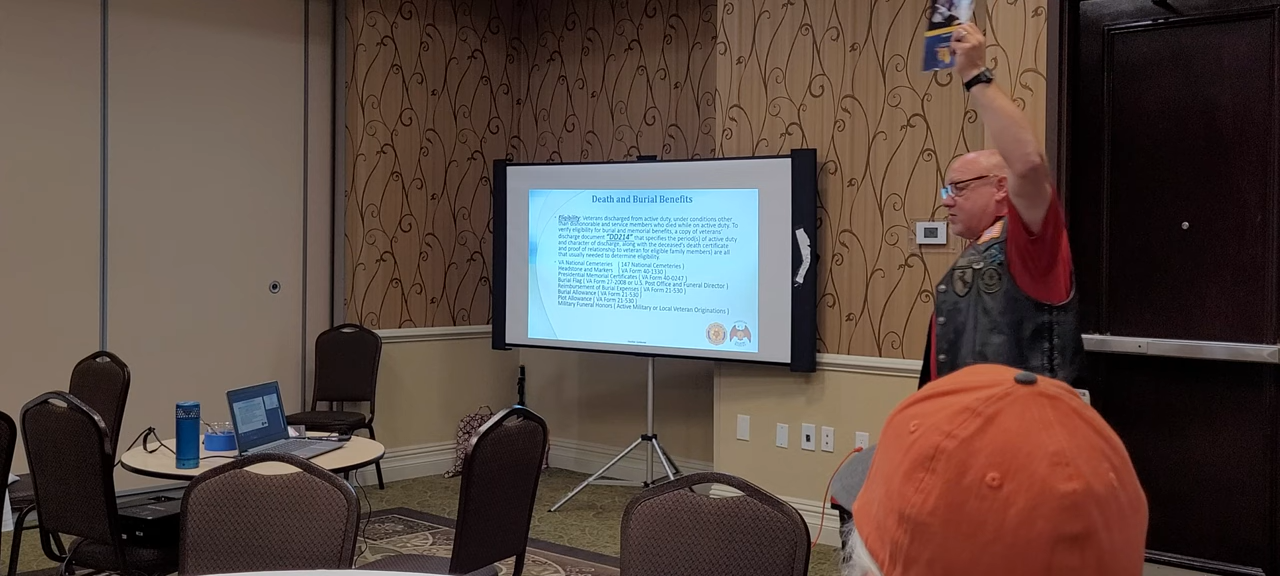 Death and Burial Benefits
• Eligibility: Veterans discharged from active duty, under conditions other
than dishonorable and service members who died while on active duty. To
verify eligibility for burial and memorial benefits, a copy of veterans'
discharge document "DD214" that specifies the period(s) of active duty
and character of discharge, along with the deceased's death certificate
and proof of relationship to veteran for eligible family members) are all
that usually needed to determine eligibility.
• VA National Cemeteries ( 147 National Cemeteries )
Headstone and Markers ( VA Form 40-1330 )
Presidential Memorial Certificates ( VA Form 40-0247 )
Burial Flag ( VA Form 27-2008 or U.S. Post Office and Funeral Director )
Reimbursement of Burial Expenses ( VA Form 21-530 )
Burial Allowance ( VA Form 21-530 )
Plot Allowance ( VA Form 21-530 )
Military Funeral Honors ( Active Military or Local Veteran Originations )